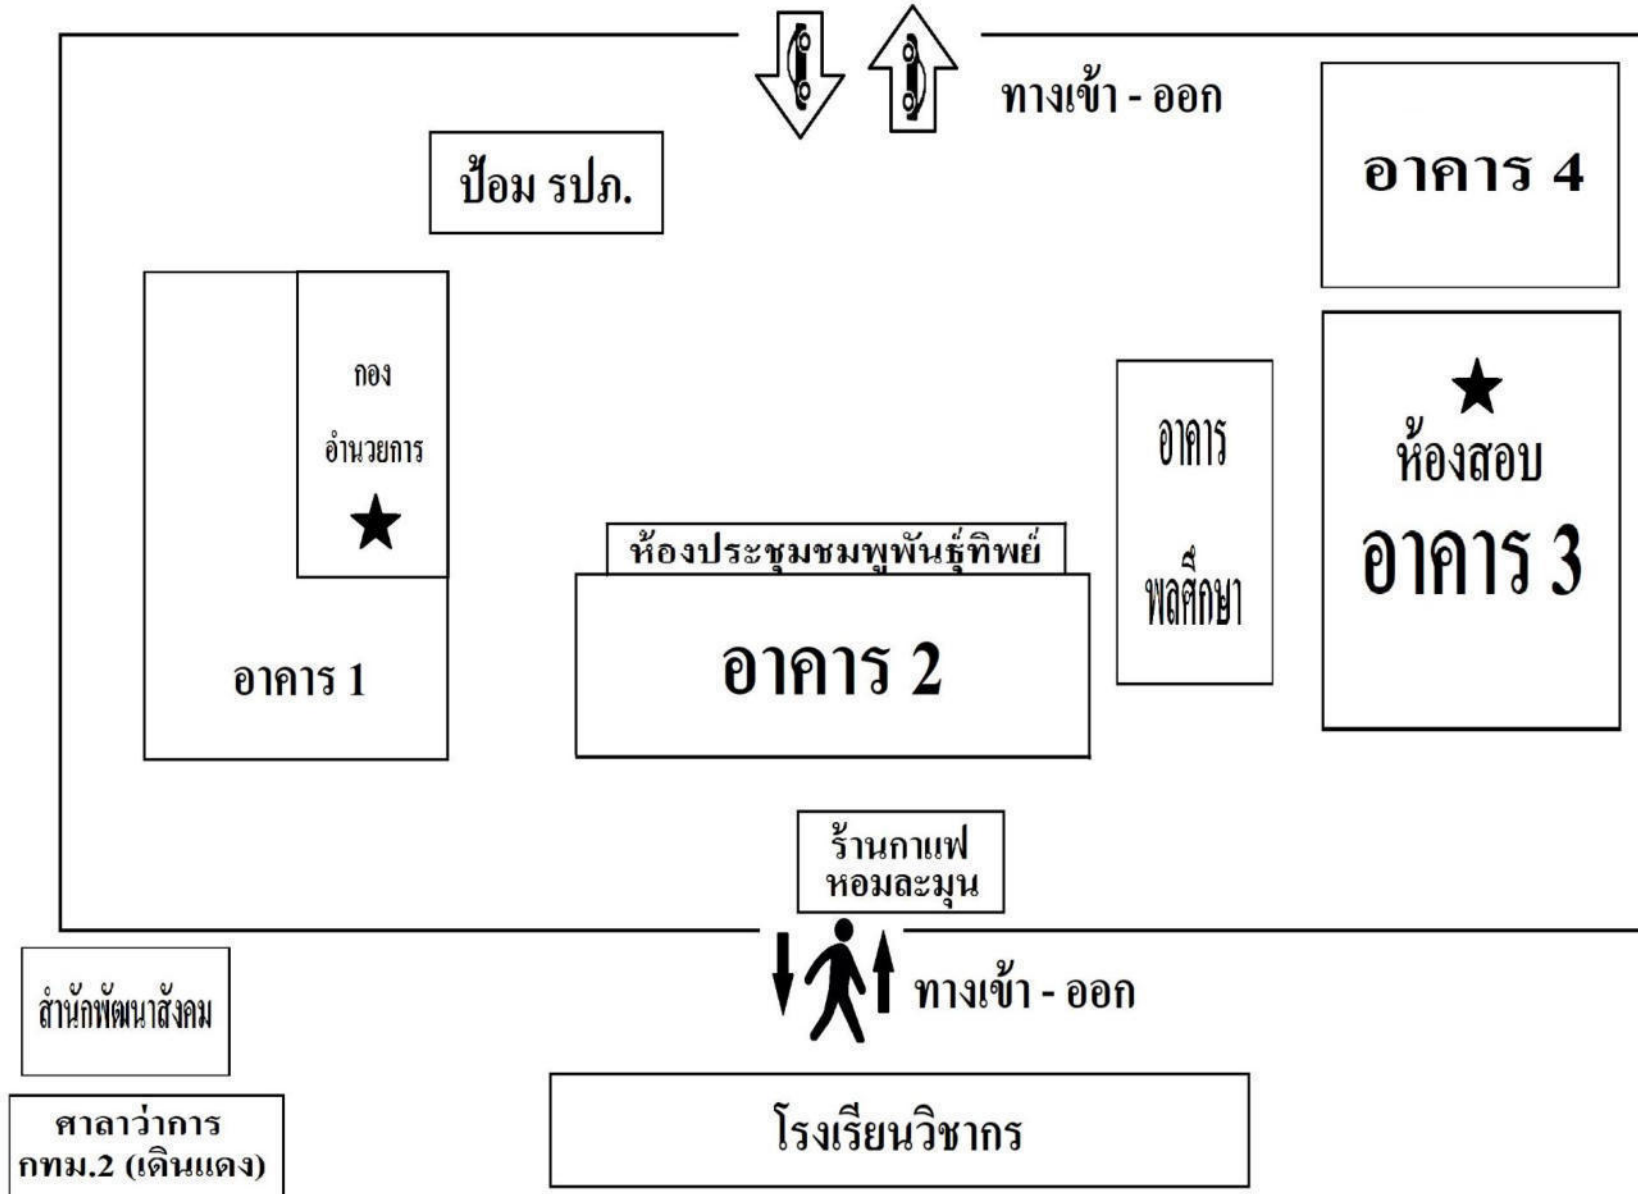 ทางเข้า - ออก
ป้อม รปภ.
อาคาร 4
กอง
อำนวยการ
อาคาร 1
ห้องประชุมชมพูพันธุ์ทิพย์
อาคาร 2
อาคาร
พลศึกษา
ห้องสอบ
อาคาร 3
ร้านกาแฟ
หอมละมุน
ทางเข้า - ออก
สำนักพัฒนาสังคม
ศาลาว่าการ
กทม.2 (เดินแดง)
โรงเรียนวิชากร